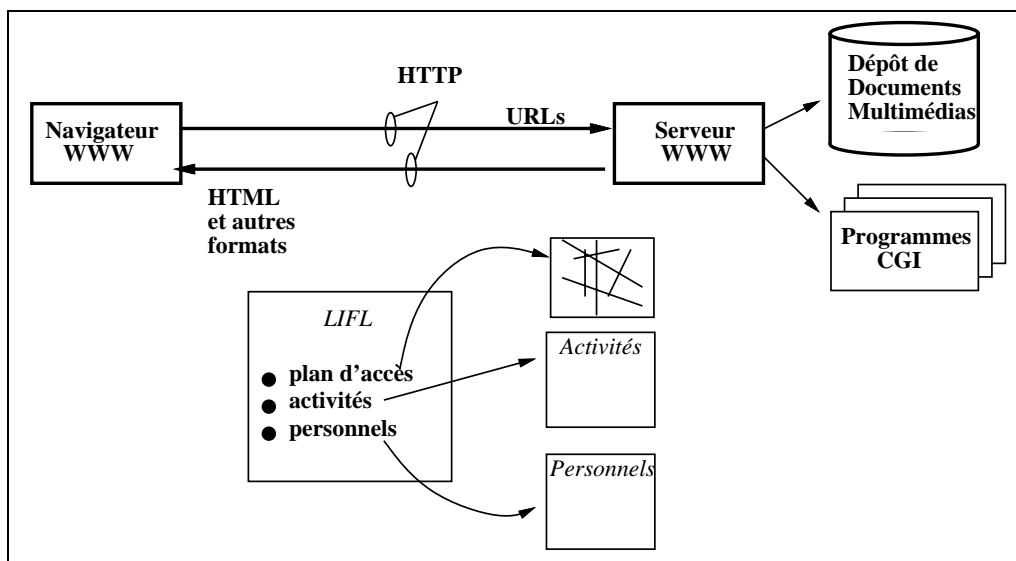 HTTP
Navigateur
WWW
URLs
Serveur
WWW
Dépôt de
Documents
Multimédias
HTML
et autres
formats
Programmes
CGI
LIFL
plan d'accès
activités
personnels
Activités
Personnels